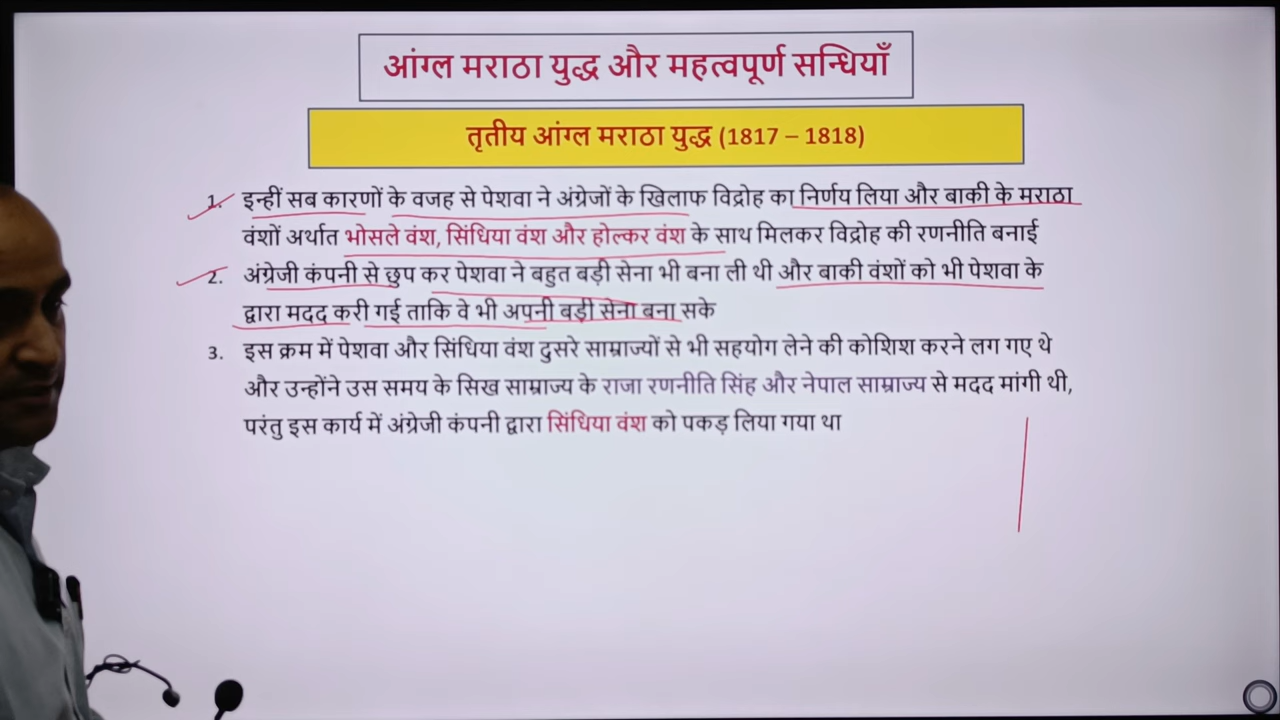 आंग्ल मराठा युद्ध और महत्वपूर्ण सन्धियाँ
तृतीय आंग्ल मराठा युद्ध (1817 – 1818)
1. इन्हीं सब कारणों के वजह से पेशवा ने अंग्रेजों के खिलाफ विद्रोह का निर्णय लिया और बाकी के मराठा
वंशों अर्थात भोसले वंश, सिंधिया वंश और होल्कर वंश के साथ मिलकर विद्रोह की रणनीति बनाई
2. अंग्रेजी कंपनी से छुप कर पेशवा ने बहुत बड़ी सेना भी बना ली थी और बाकी वंशों को भी पेशवा के
द्वारा मदद करी गई ताकि वे भी अपनी बड़ी सेना बना सके
3. इस क्रम में पेशवा और सिंधिया वंश दुसरे साम्राज्यों से भी सहयोग लेने की कोशिश करने लग गए थे
और उन्होंने उस समय के सिख साम्राज्य के राजा रणनीति सिंह और नेपाल साम्राज्य से मदद मांगी थी,
परंतु इस कार्य में अंग्रेजी कंपनी द्वारा सिंधिया वंश को पकड़ लिया गया था